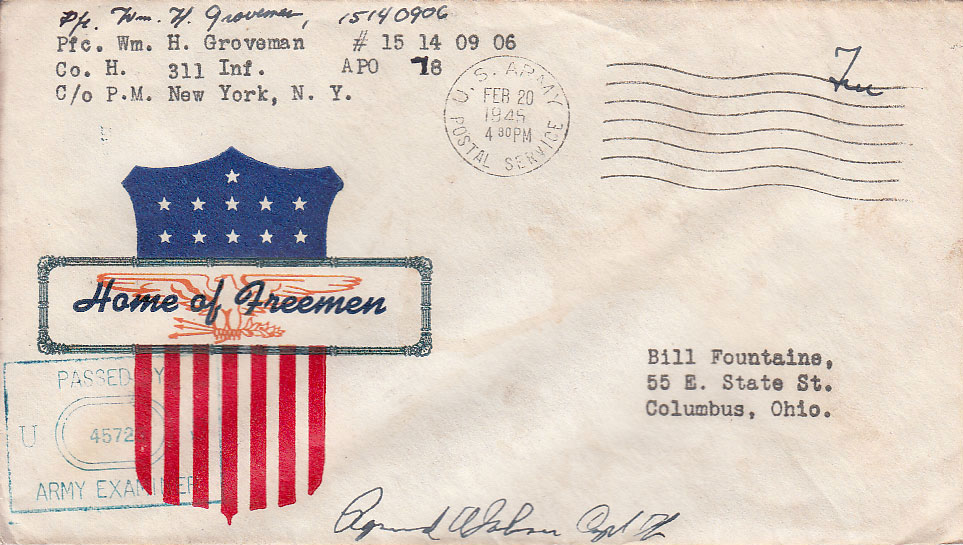 Pfc. Wm. H. Groveman, 15140906
Pfc. Wm. H. Groveman # 15 14 09 06
Co. H. 311 Inf. APO 78
C/o P.M. New York, N. Y.
Free
U. S. ARMY
FEB 20
1945
4 30 PM
POSTAL SERVICE
Home of Freemen
Bill Fountaine,
55 E. State St.
Columbus, Ohio.
PASSED BY
U 4572
ARMY EXAMINER
Capt